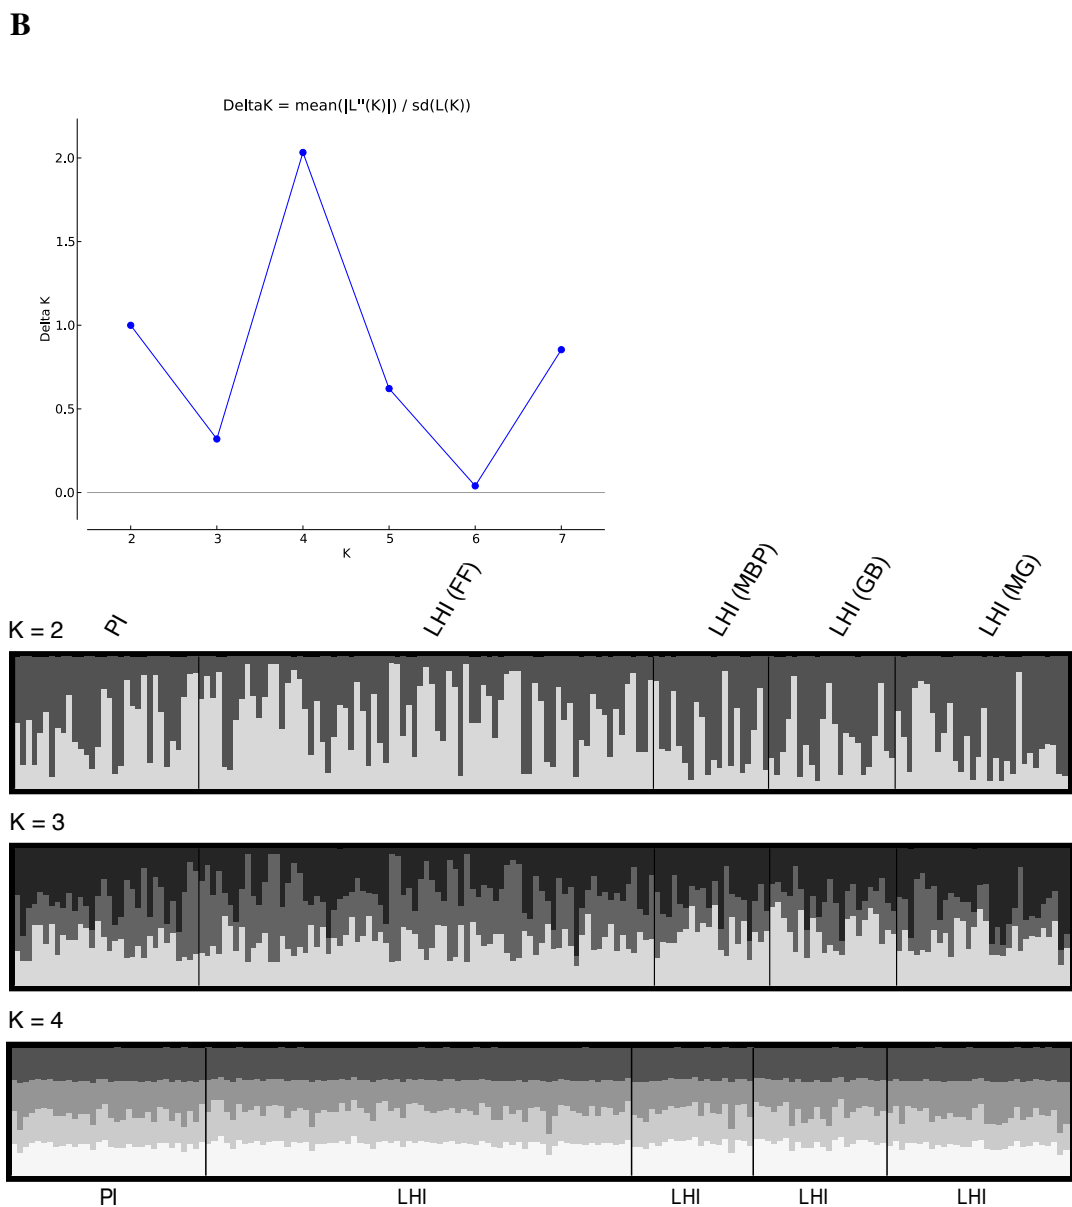 B
DeltaK = mean(|L"(K)|) / sd(L(K))
2.0
1.5
1.0
0.5
0.0
Delta K
2 3 4 5 6 7
K
PI LHI (FF) LHI (MBP) LHI (GB) LHI (MG)
K = 2
K = 3
K = 4
PI LHI LHI LHI LHI